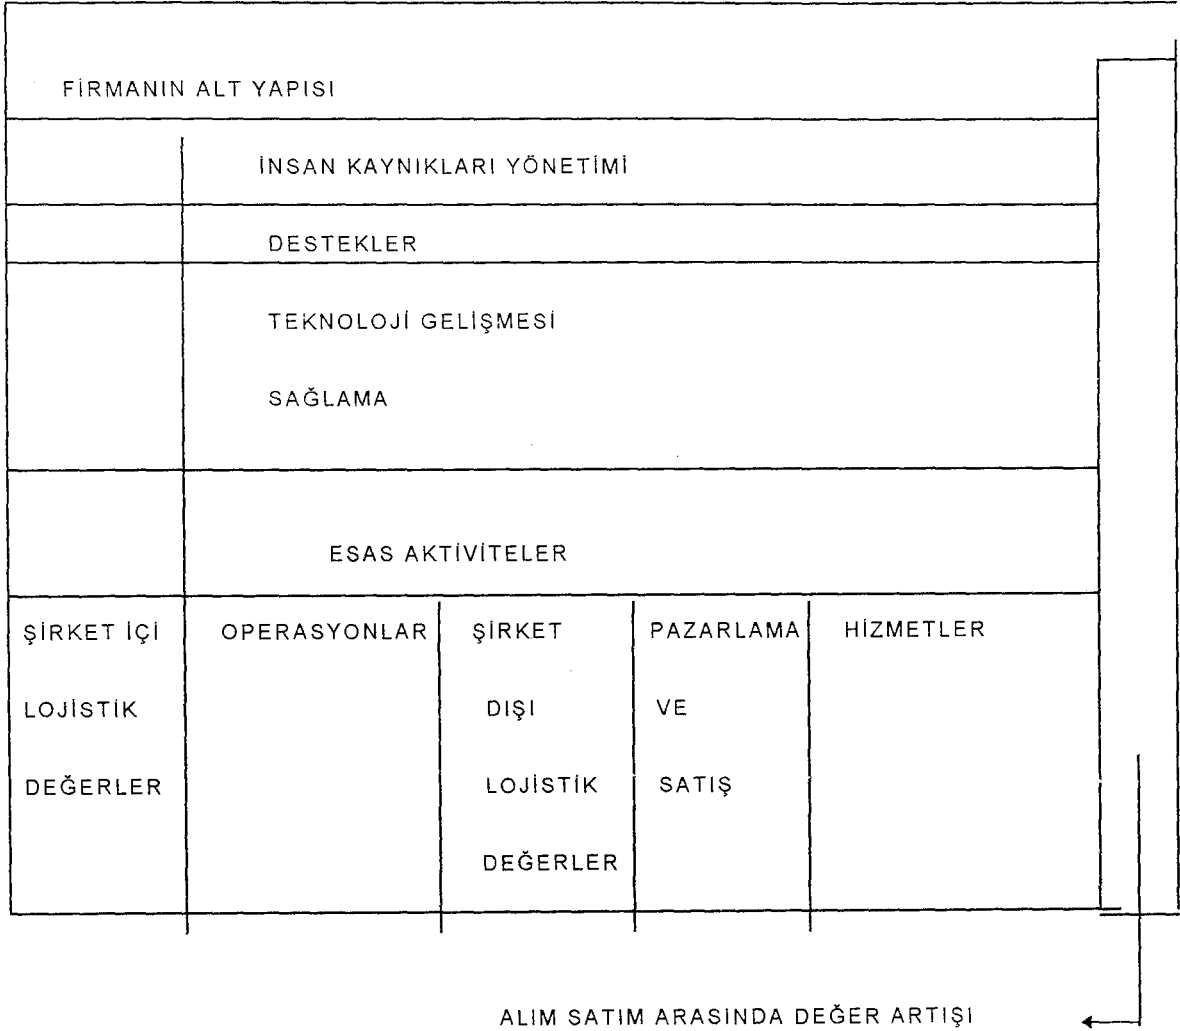 FİRMANIN ALT YAPISI
İNSAN KAYNIKLARI YÖNETİMİ
DESTEKLER
TEKNOLOJİ GELİŞMESİ
SAĞLAMA
ESAS AKTİVİTELER
ŞİRKET İÇİ
LOJİSTİK
DEĞERLER
OPERASYONLAR
ŞİRKET
DIŞI
LOJİSTİK
DEĞERLER
PAZARLAMA
VE
SATIŞ
HİZMETLER
ALIM SATIM ARASINDA DEĞER ARTIŞI